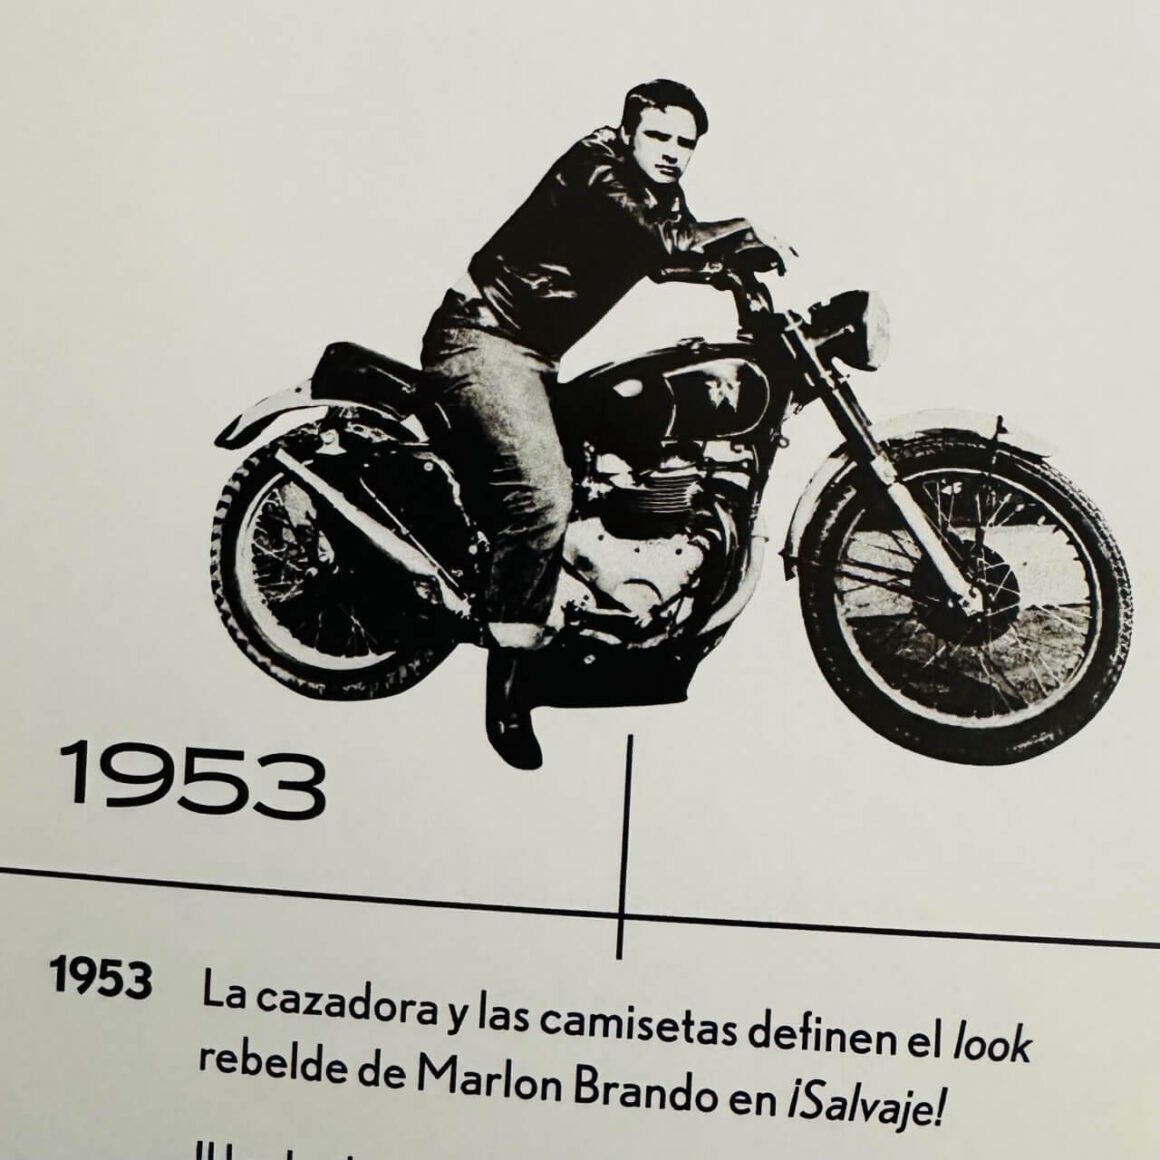 1953
1953 La cazadora y las camisetas definen el look
rebelde de Marlon Brando en ¡Salvaje!